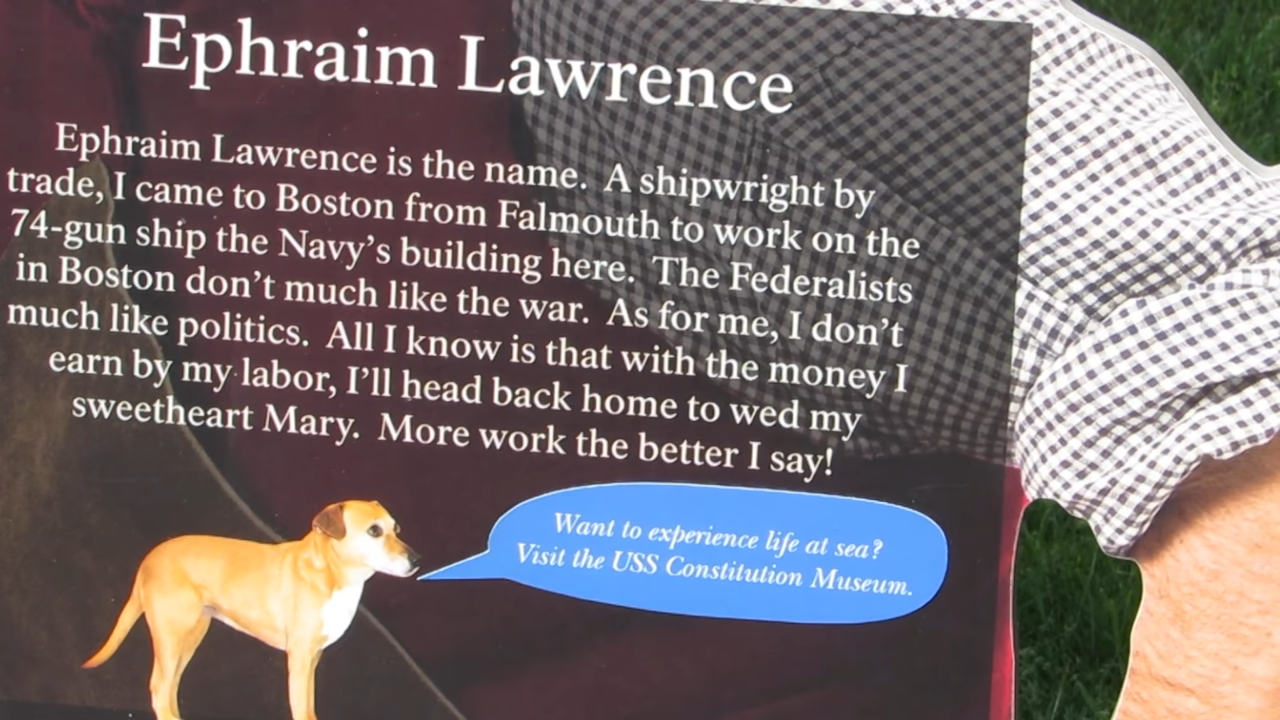 Ephraim Lawrence
Ephraim Lawrence is the name. A shipwright by
trade, I came to Boston from Falmouth to work on the
74-gun ship the Navy's building here. The Federalists
in Boston don't much like the war. As for me, I don't
much like politics. All I know is that with the money I
earn by my labor, I'll head back home to wed my
sweetheart Mary. More work the better I say!
Want to experience life at sea?
Visit the USS Constitution Museum.